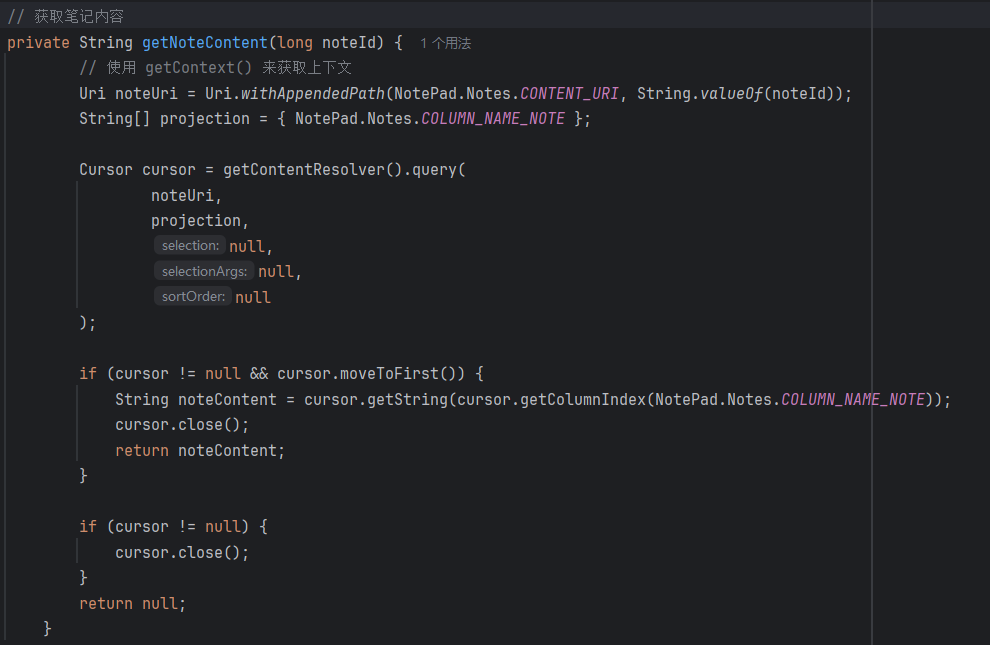 // 获取笔记内容
private String getNoteContent(long noteId) { 1 个用法
// 使用 getContext() 来获取上下文
Uri noteUri = Uri.withAppendedPath(NotePad.Notes.CONTENT_URI, String.valueOf(noteId));
String[] projection = { NotePad.Notes.COLUMN_NAME_NOTE };
Cursor cursor = getContentResolver().query(
noteUri,
projection,
selection: null,
selectionArgs: null,
sortOrder: null
);
if (cursor != null && cursor.moveToFirst()) {
String noteContent = cursor.getString(cursor.getColumnIndex(NotePad.Notes.COLUMN_NAME_NOTE));
cursor.close();
return noteContent;
}
if (cursor != null) {
cursor.close();
}
return null;
}